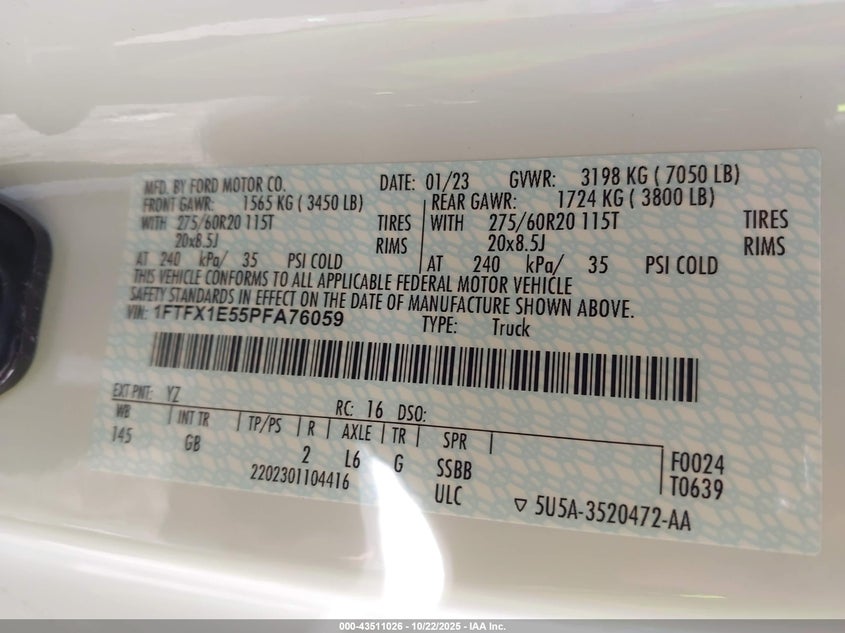 MFD. BY FORD MOTOR CO. DATE: 01/23 GVWR: 3198 KG ( 7050 LB)
FRONT GAWR: 1565 KG ( 3450 LB) REAR GAWR: 1724 KG ( 3800 LB)
WITH 275/60R20 115T TIRES WITH 275/60R20 115T TIRES
20x8.5J RIMS 20x8.5J RIMS
AT 240 kPa/ 35 PSI COLD AT 240 kPa/ 35 PSI COLD
THIS VEHICLE CONFORMS TO ALL APPLICABLE FEDERAL MOTOR VEHICLE
SAFETY STANDARDS IN EFFECT ON THE DATE OF MANUFACTURE SHOWN ABOVE.
VIN: 1FTFX1E55PFA76059 TYPE: Truck
EXT PNT: YZ RC: 16 DSO:
WB INT TR TP/PS R AXLE TR SPR
145 GB 2 L6 G SSBB F0024
2202301104416 ULC T0639
▽ 5U5A-3520472-AA
000-43511026 - 10/22/2025 - IAA Inc.